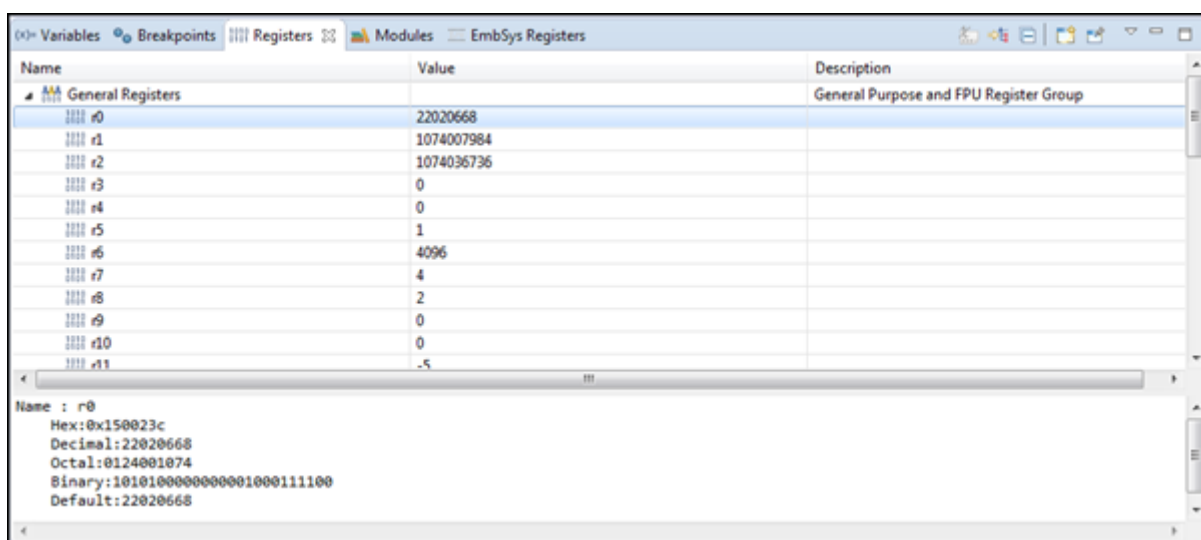 (x)= Variables Breakpoints Registers Modules EmbSys Registers
Name Value Description
General Registers General Purpose and FPU Register Group
r0 22020668
r1 1074007984
r2 1074036736
r3 0
r4 0
r5 1
r6 4096
r7 4
r8 2
r9 0
r10 0
r11 -5
Name : r0
Hex:0x150023c
Decimal:22020668
Octal:0124001074
Binary:1010100000000001000111100
Default:22020668